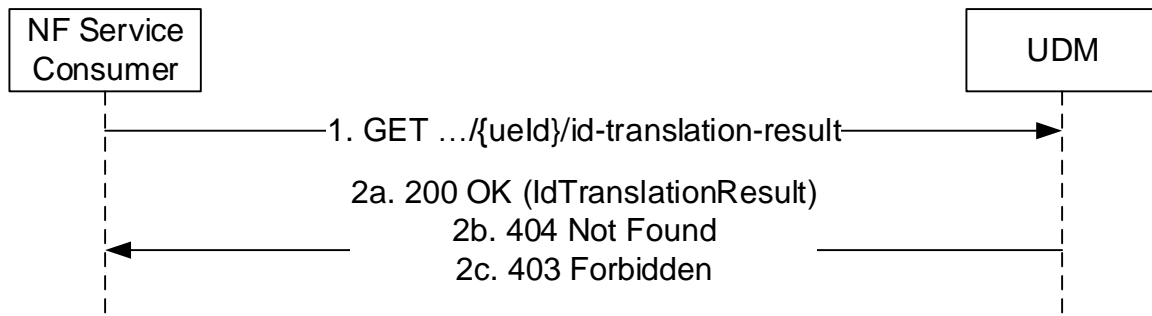 NF Service
Consumer
UDM
1. GET …/{ueId}/id-translation-result
2a. 200 OK (IdTranslationResult)
2b. 404 Not Found
2c. 403 Forbidden